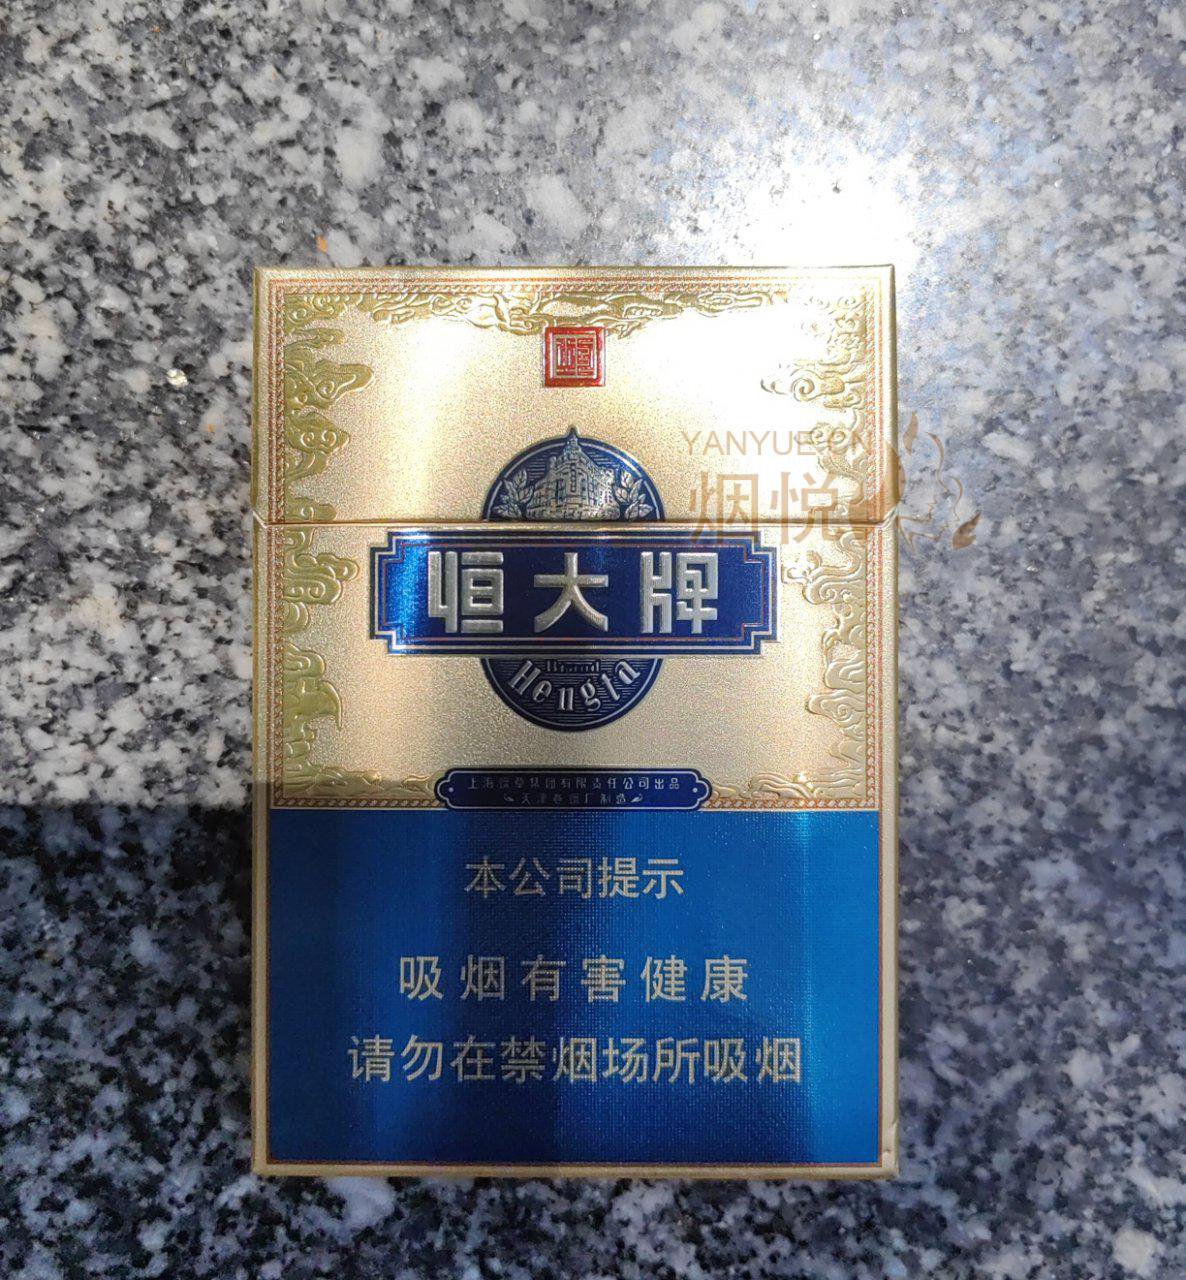 恒
YANYUE.CN
烟悦
恒大牌
Brand
Hengta
上海烟草集团有限责任公司出品
天津卷烟厂制造
本公司提示
吸烟有害健康
请勿在禁烟场所吸烟